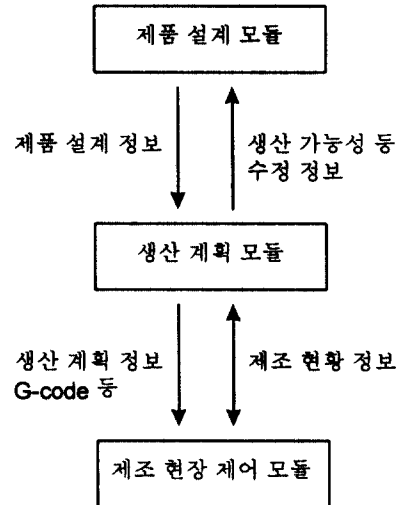 제품 설계 모듈
제품 설계 정보
생산 가능성 등
수정 정보
생산 계획 모듈
생산 계획 정보
G-code 등
제조 현황 정보
제조 현장 제어 모듈